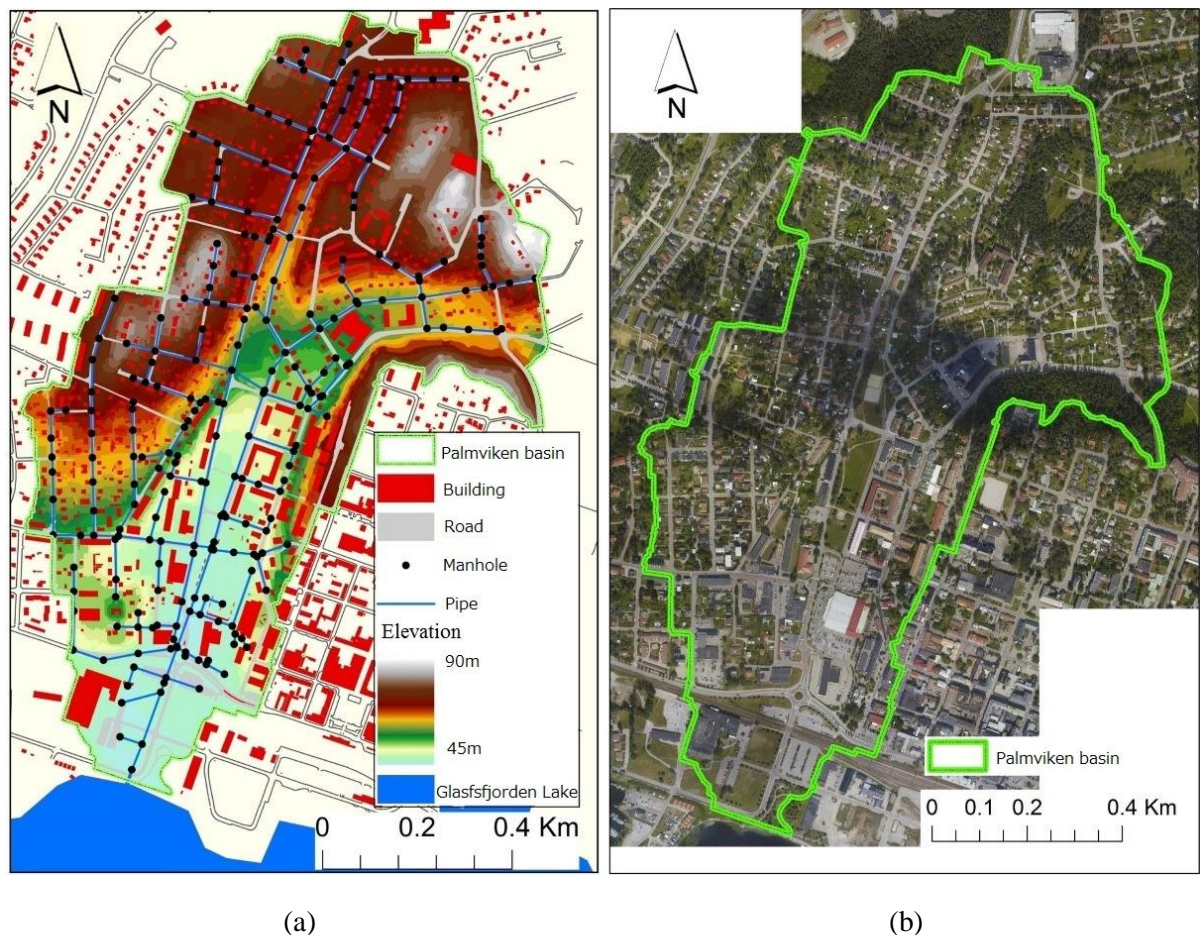 N
Palmviken basin
Building
Road
Manhole
Pipe
Elevation
90m
45m
Glasfsfjorden Lake
0 0.2 0.4 Km
(a)
N
Palmviken basin
0 0.1 0.2 0.4 Km
(b)